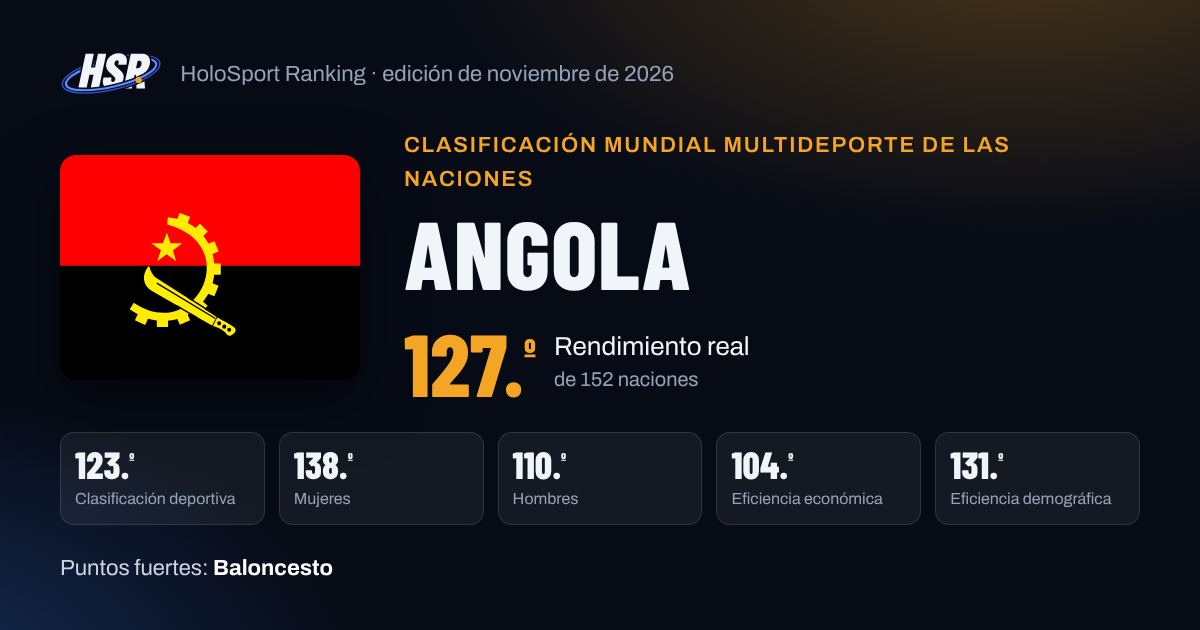 HSR
HoloSport Ranking · edición de noviembre de 2026
CLASIFICACIÓN MUNDIAL MULTIDEPORTE DE LAS
NACIONES
ANGOLA
127.º
Rendimiento real
de 152 naciones
123.º
Clasificación deportiva
138.º
Mujeres
110.º
Hombres
104.º
Eficiencia económica
131.º
Eficiencia demográfica
Puntos fuertes: Baloncesto